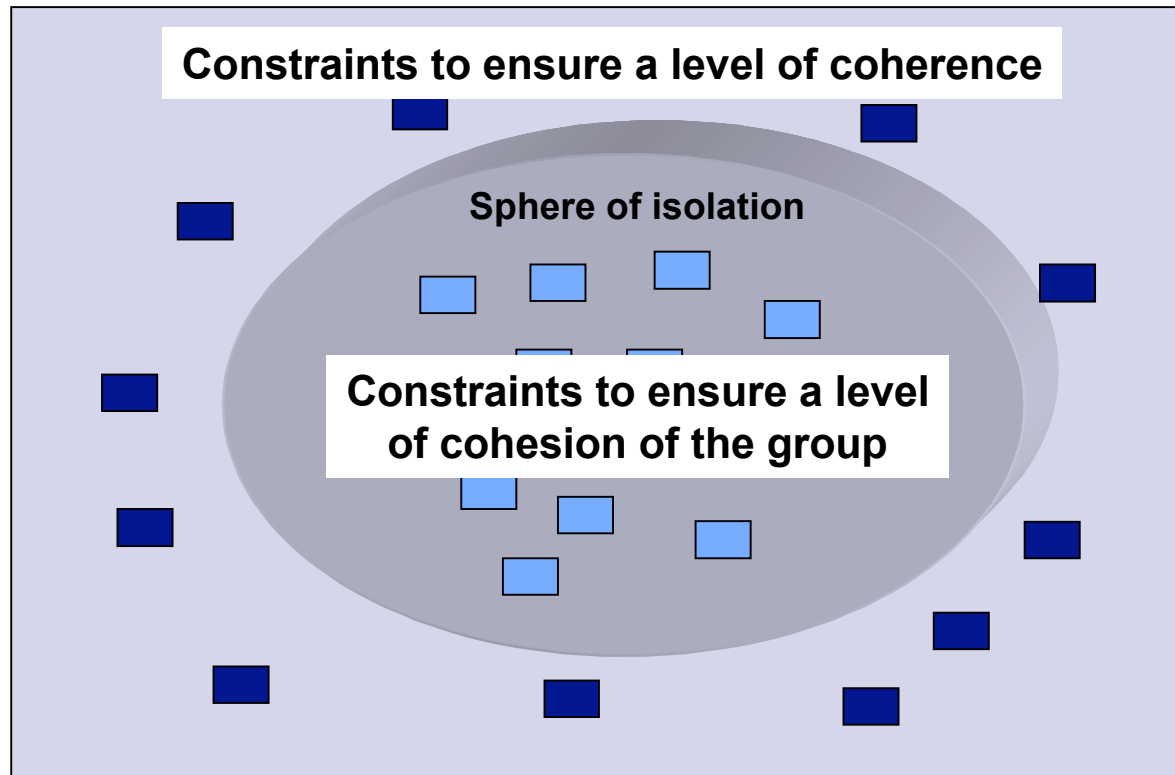 Constraints to ensure a level of coherence
Sphere of isolation
Constraints to ensure a level
of cohesion of the group